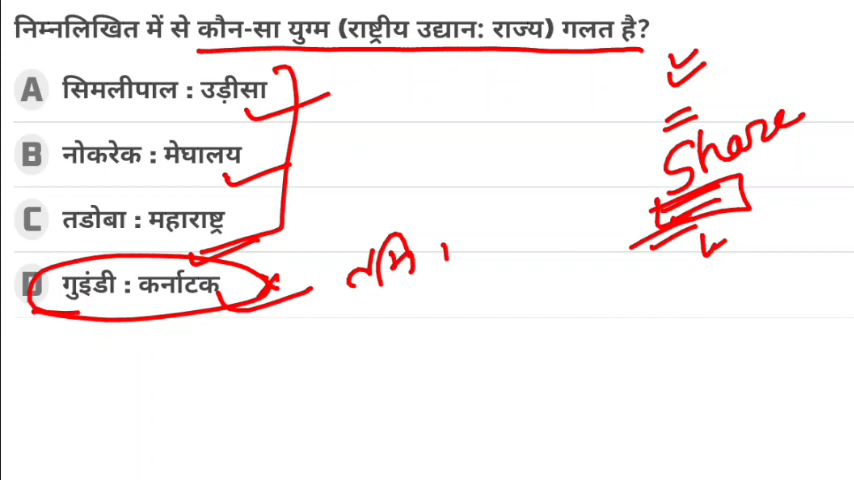 निम्नलिखित में से कौन-सा युग्म (राष्ट्रीय उद्यान: राज्य) गलत है?
A सिमलीपाल : उड़ीसा
B नोकरेक : मेघालय
C तडोबा : महाराष्ट्र
D गुइंडी : कर्नाटक
Share